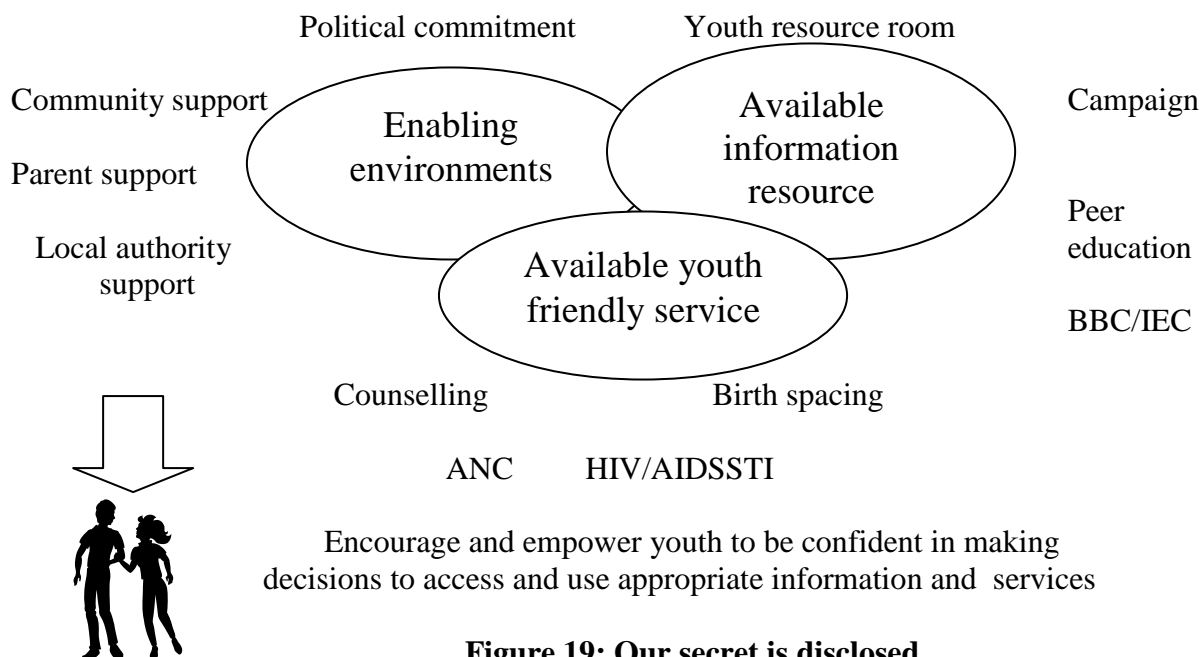 Political commitment
Youth resource room
Community support
Enabling
environments
Available
information
resource
Campaign
Parent support
Peer
education
Local authority
support
Available youth
friendly service
BBC/IEC
Counselling
Birth spacing
ANC
HIV/AIDSSTI
Encourage and empower youth to be confident in making
decisions to access and use appropriate information and services
Figure 19: Our secret is disclosed